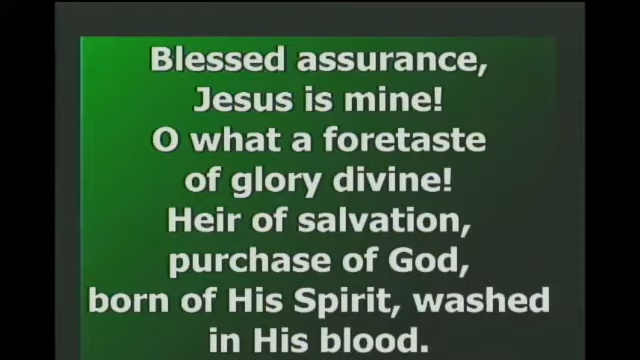 Blessed assurance,
Jesus is mine!
O what a foretaste
of glory divine!
Heir of salvation,
purchase of God,
born of His Spirit, washed
in His blood.